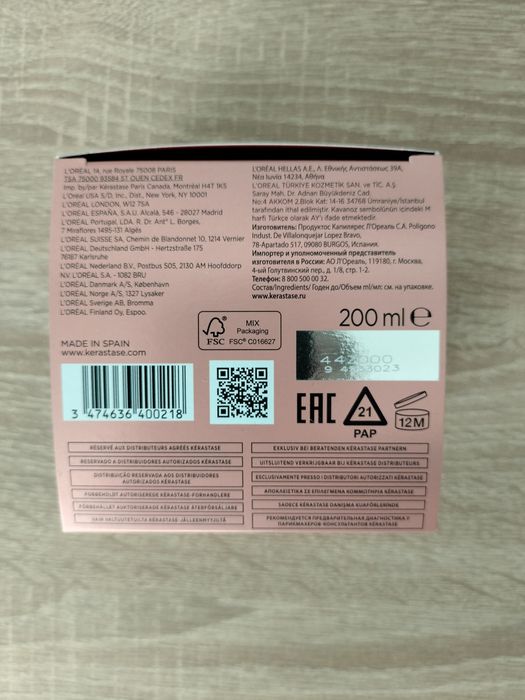 L'ORÉAL 14, rue Royale 75008 PARIS
TSA 75000 93584 ST OUEN CEDEX FR
Imp. by/par: Kérastase Paris Canada, Montréal H4T 1K5
L'Oréal USA S/D, Inc., Dist., New York, NY 10001
L'ORÉAL LONDON, W12 7SA
L'ORÉAL ESPAÑA, S.A.U. Alcalá, 546 - 28027 Madrid
L'ORÉAL Portugal, LDA. R. Dr. Antº L. Borges,
7 Miraflores 1495-131 Algés
L'ORÉAL SUISSE SA. Chemin de Blandonnet 10, 1214 Vernier
L'ORÉAL Deutschland GmbH - Hertzstraße 175
76187 Karlsruhe
L'ORÉAL Nederland B.V., Postbus 505, 2130 AM Hoofddorp
N.V. L'ORÉAL S.A. - 1082 BRU
L'ORÉAL Danmark A/S, København
L'ORÉAL Norge A/S, 1327 Lysaker
L'ORÉAL Sverige AB, Bromma
L'ORÉAL Finland Oy, Espoo.
MADE IN SPAIN
www.kerastase.com
3 474636 400218
L'ORÉAL HELLAS A.E., Λ. Εθνικής Αντιστάσεως 39A,
Νέα Ιωνία 14234, Αθήνα
L'ORÉAL TÜRKİYE KOZMETİK SAN. ve TİC. A.Ş.
Saray Mah. Dr. Adnan Büyükdeniz Cad.
No:4 AKKOM 2.Blok Kat: 14-16 34768 Ümraniye/İstanbul
tarafından ithal edilmiştir. Kavanoz sembolünün içindeki M
harfi Türkçe olarak AY'ı ifade etmektedir.
Изготовитель: Продуктос Капилярес Л'Ореаль С.А. Poligono
Indust. De Villalonquejar Lopez Bravo,
78-Apartado 517, 09080 BURGOS, Испания.
Импортер и уполномоченный представитель
изготовителя в России: АО Л'Ореаль, 119180, г. Москва,
4-ый Голутвинский пер., д. 1/8, стр. 1-2.
Телефон: 8 800 500 00 32.
Состав/Ingredients/ Годен до/Объем ml/мл: см. на упаковке.
www.kerastase.ru
FSC
MIX
Packaging
FSC® C016627
200 ml e
EAC
21
PAP
12M
RÉSERVÉ AUX DISTRIBUTEURS AGRÉÉS KÉRASTASE
RESERVADO A DISTRIBUIDORES AUTORIZADOS KÉRASTASE
DISTRIBUIÇÃO RESERVADA AOS DISTRIBUIDORES
AUTORIZADOS KÉRASTASE
FORBEHOLDT AUTORISEREDE KÉRASTASE-FORHANDLERE
FÖRBEHÅLLET AUTORISERADE KÉRASTASE ÅTERFÖRSÄLJARE
VAIN VALTUUTETUILTA KÉRASTASE-JÄLLEENMYYJILTÄ
EXKLUSIV BEI BERATENDEN KÉRASTASE PARTNERN
UITSLUITEND VERKRIJGBAAR BIJ KÉRASTASE DISTRIBUTEURS
ESCLUSIVAMENTE PRESSO I DISTRIBUTORI AUTORIZZATI KÉRASTASE
ΑΠΟΚΛΕΙΣΤΙΚΑ ΣΕ ΕΠΙΛΕΓΜΕΝΑ ΚΟΜΜΩΤΗΡΙΑ KÉRASTASE
SADECE KÉRASTASE DANIŞMA KUAFÖRLERİNDE
РЕКОМЕНДУЕТСЯ ПРЕДВАРИТЕЛЬНАЯ ДИАГНОСТИКА У
ПАРИКМАХЕРОВ-КОНСУЛЬТАНТОВ KÉRASTASE